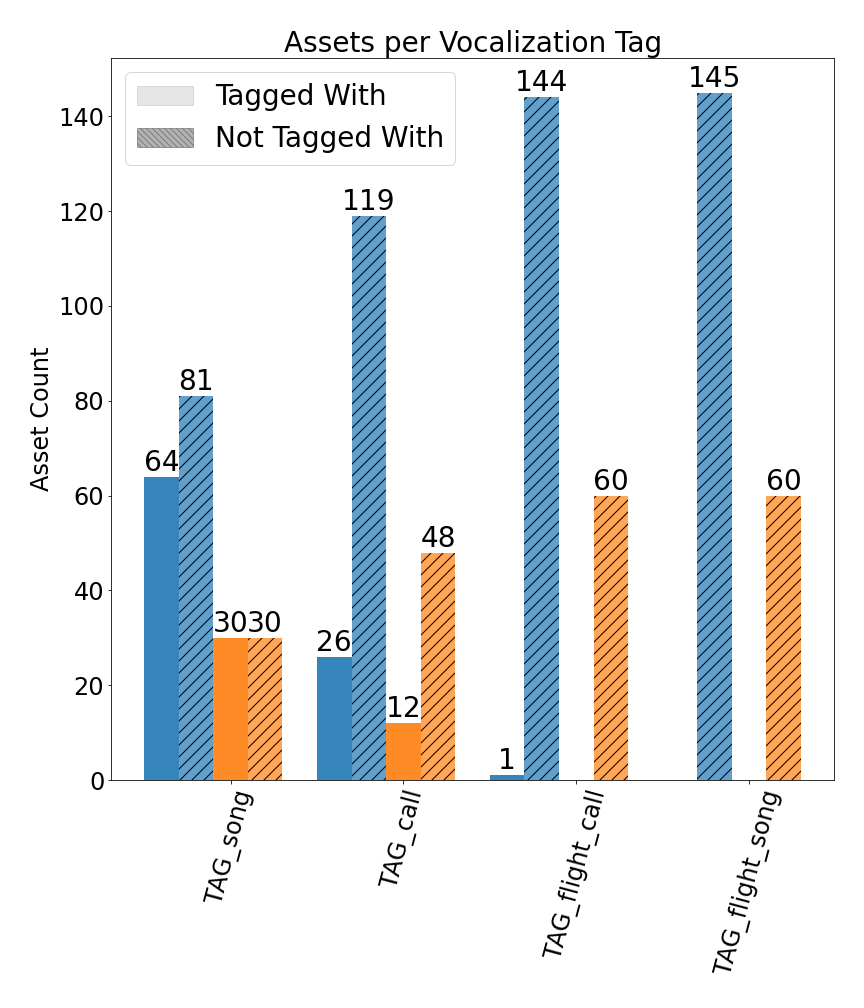 Assets per Vocalization Tag
Tagged With
Not Tagged With
Asset Count
140
120
100
80
60
40
20
0
64
81
30
30
26
119
12
48
1
144
60
145
60
TAG_song
TAG_call
TAG_flight_call
TAG_flight_song